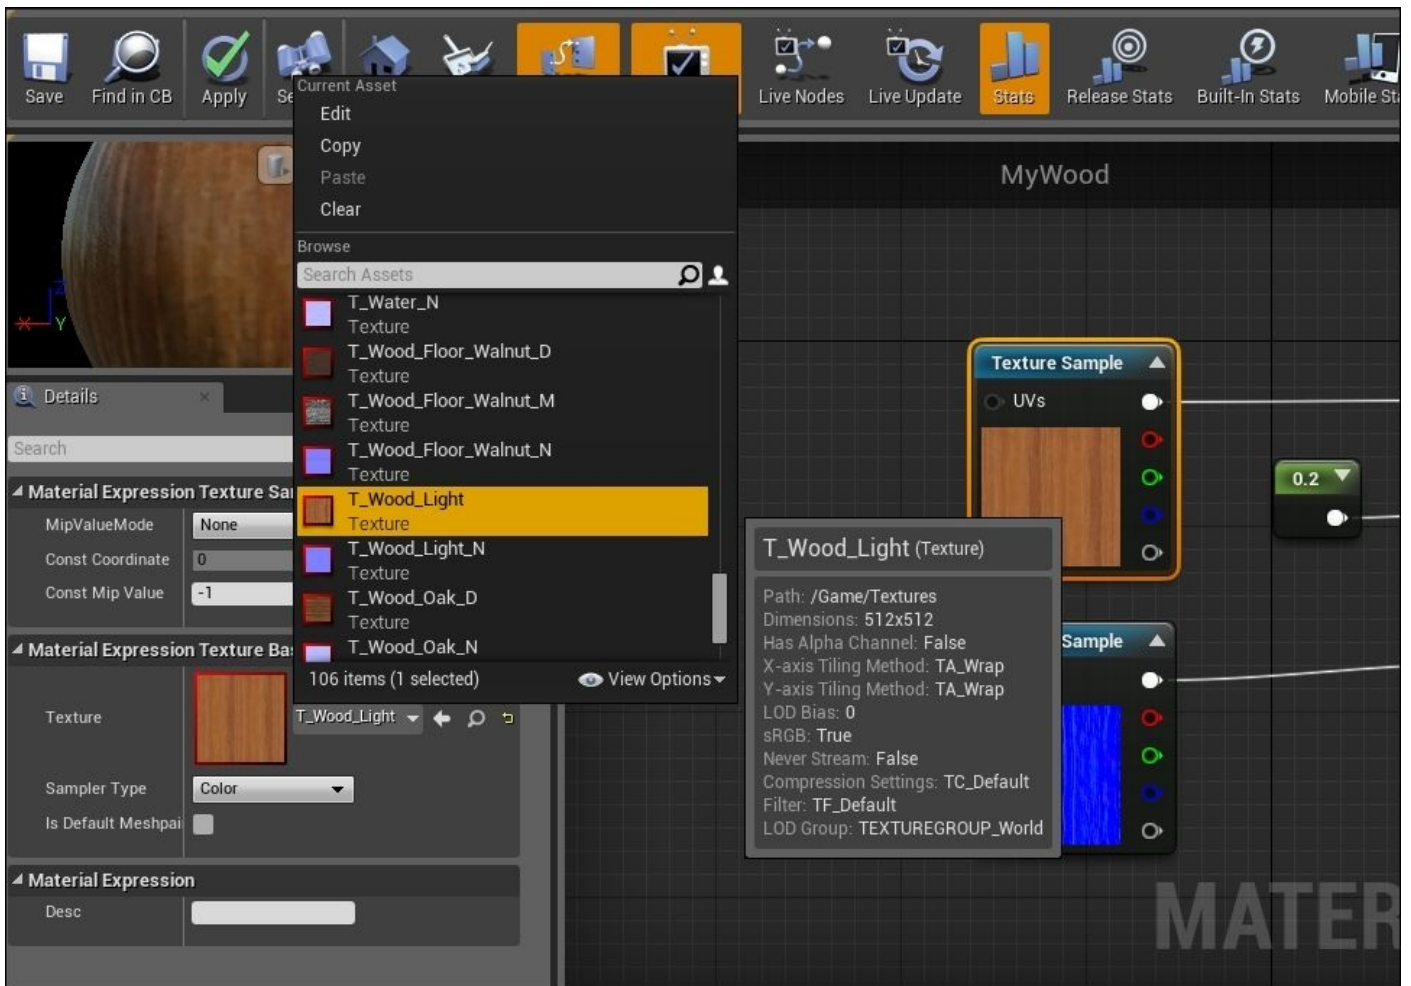 Save
Find in CB
Apply
Live Nodes
Live Update
Stats
Release Stats
Built-In Stats
Current Asset
Edit
Copy
Paste
Clear
Browse
Search Assets
T_Water_N
Texture
T_Wood_Floor_Walnut_D
Texture
T_Wood_Floor_Walnut_M
Texture
T_Wood_Floor_Walnut_N
Texture
T_Wood_Light
Texture
T_Wood_Light_N
Texture
T_Wood_Oak_D
Texture
T_Wood_Oak_N
106 items (1 selected)
View Options
Z
X
Y
Details
Search
Material Expression Texture Sa
MipValueMode
None
Const Coordinate
0
Const Mip Value
-1
Material Expression Texture Ba
Texture
T_Wood_Light
Sampler Type
Color
Is Default Meshpai
Material Expression
Desc
MyWood
Texture Sample
UVs
0.2
Sample
T_Wood_Light (Texture)
Path: /Game/Textures
Dimensions: 512x512
Has Alpha Channel: False
X-axis Tiling Method: TA_Wrap
Y-axis Tiling Method: TA_Wrap
LOD Bias: 0
sRGB: True
Never Stream: False
Compression Settings: TC_Default
Filter: TF_Default
LOD Group: TEXTUREGROUP_World
MATER